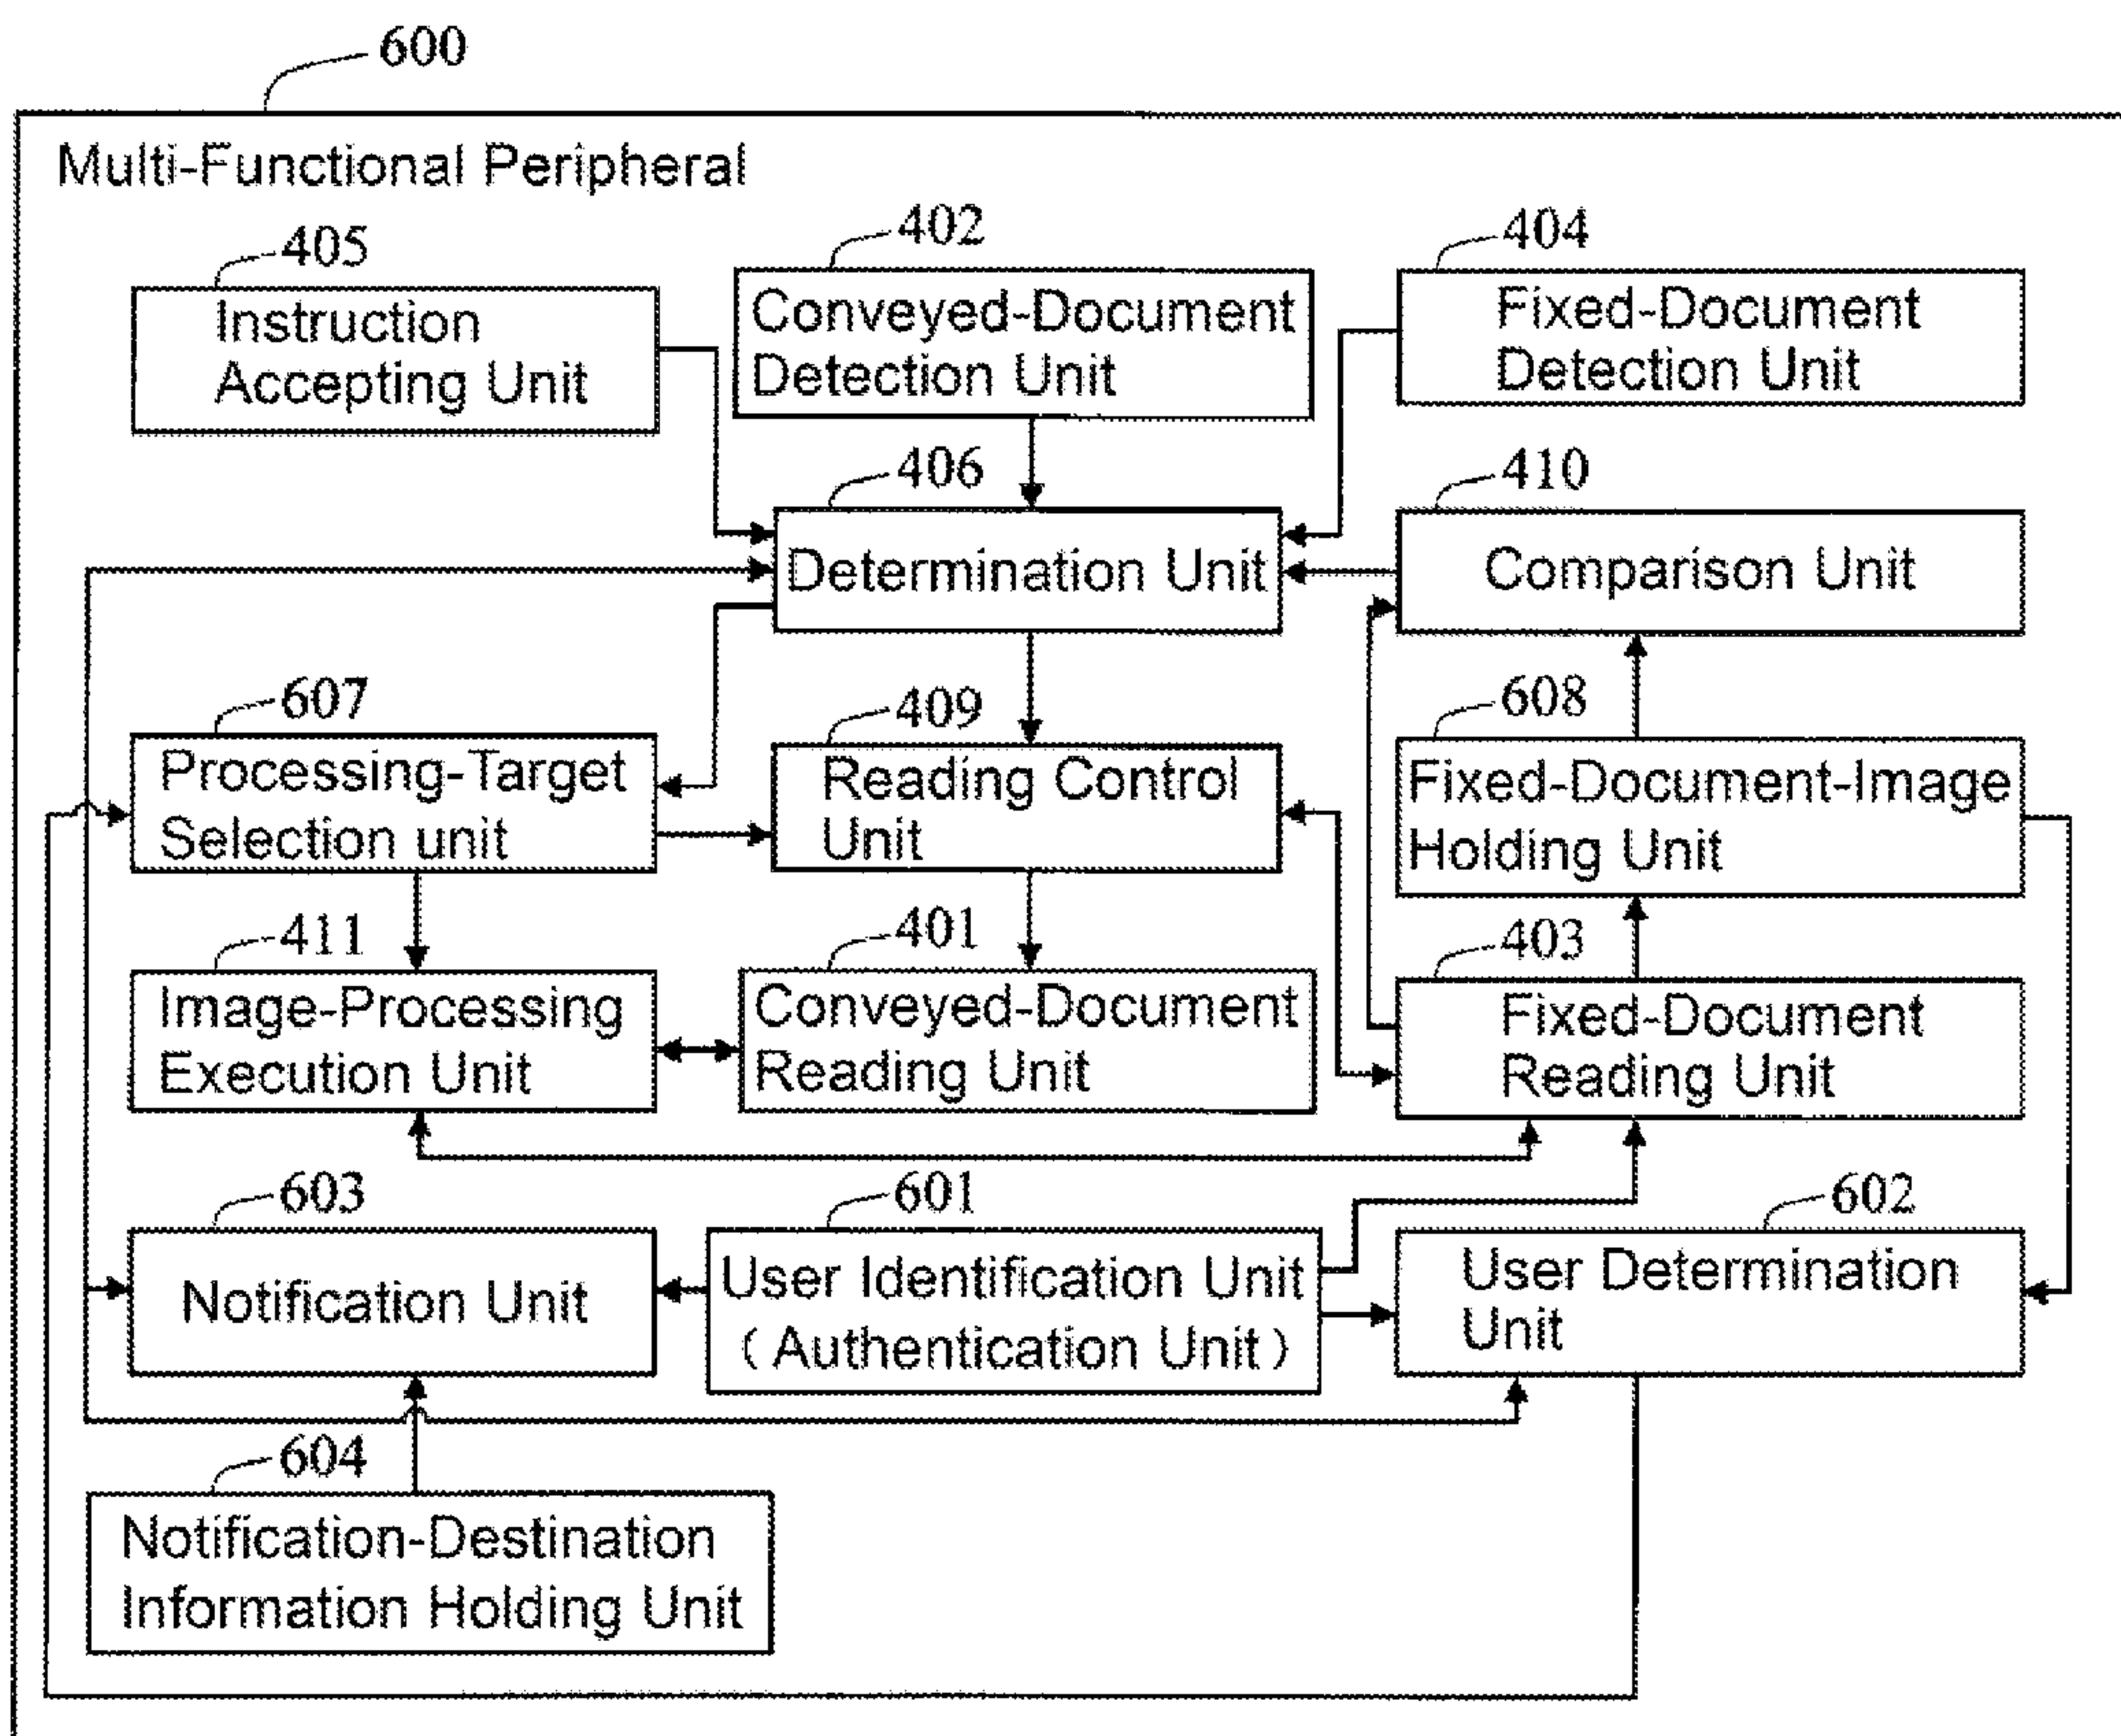 600
Multi-Functional Peripheral
405
402
404
Instruction
Accepting Unit
Conveyed-Document
Detection Unit
Fixed-Document
Detection Unit
406
410
Determination Unit
Comparison Unit
607
409
608
Processing-Target
Selection unit
Reading Control
Unit
Fixed-Document-Image
Holding Unit
411
401
403
Image-Processing
Execution Unit
Conveyed-Document
Reading Unit
Fixed-Document
Reading Unit
603
601
602
Notification Unit
User Identification Unit
(Authentication Unit)
User Determination
Unit
604
Notification-Destination
Information Holding Unit